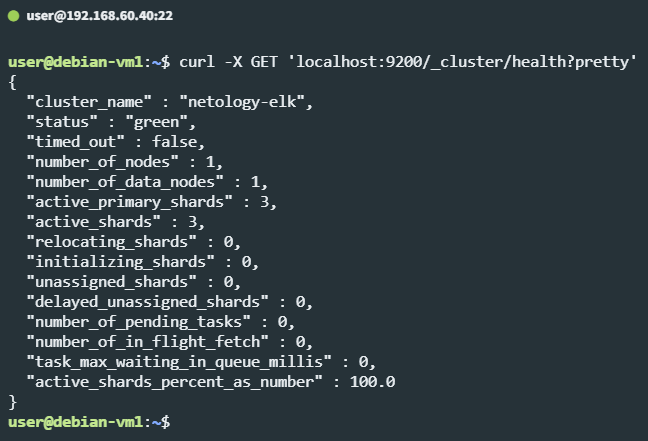 user@192.168.60.40:22
user@debian-vm1:~$ curl -X GET 'localhost:9200/_cluster/health?pretty'
{
  "cluster_name" : "netology-elk",
  "status" : "green",
  "timed_out" : false,
  "number_of_nodes" : 1,
  "number_of_data_nodes" : 1,
  "active_primary_shards" : 3,
  "active_shards" : 3,
  "relocating_shards" : 0,
  "initializing_shards" : 0,
  "unassigned_shards" : 0,
  "delayed_unassigned_shards" : 0,
  "number_of_pending_tasks" : 0,
  "number_of_in_flight_fetch" : 0,
  "task_max_waiting_in_queue_millis" : 0,
  "active_shards_percent_as_number" : 100.0
}
user@debian-vm1:~$